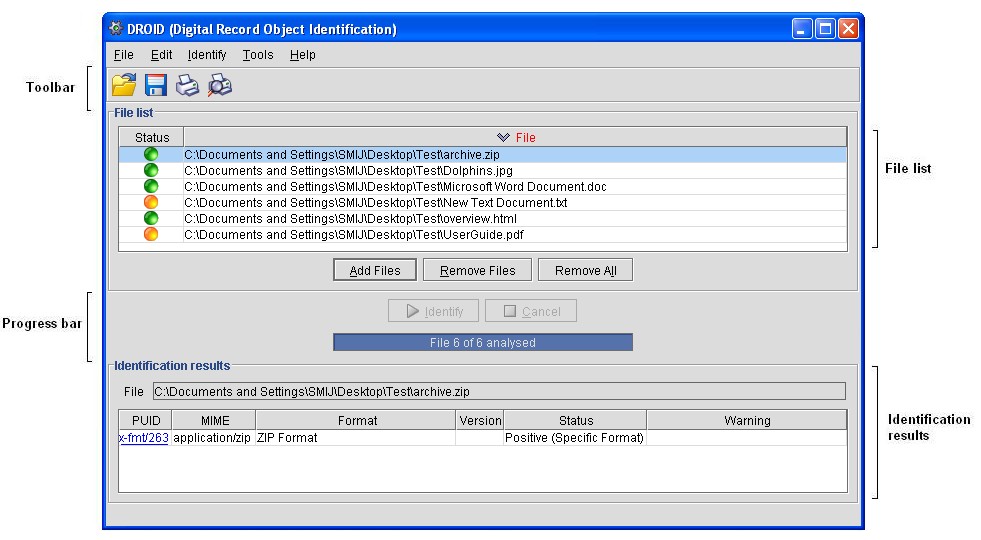 DROID (Digital Record Object Identification)
File Edit Identify Tools Help
Toolbar
File list
Status File
C:\Documents and Settings\SMIJ\Desktop\Test\archive.zip
C:\Documents and Settings\SMIJ\Desktop\Test\Dolphins.jpg
C:\Documents and Settings\SMIJ\Desktop\Test\Microsoft Word Document.doc
C:\Documents and Settings\SMIJ\Desktop\Test\New Text Document.txt
C:\Documents and Settings\SMIJ\Desktop\Test\overview.html
C:\Documents and Settings\SMIJ\Desktop\Test\UserGuide.pdf
File list
Add Files Remove Files Remove All
Identify Cancel
Progress bar
File 6 of 6 analysed
Identification results
File C:\Documents and Settings\SMIJ\Desktop\Test\archive.zip
PUID MIME Format Version Status Warning
x-fmt/263 application/zip ZIP Format Positive (Specific Format)
Identification
results